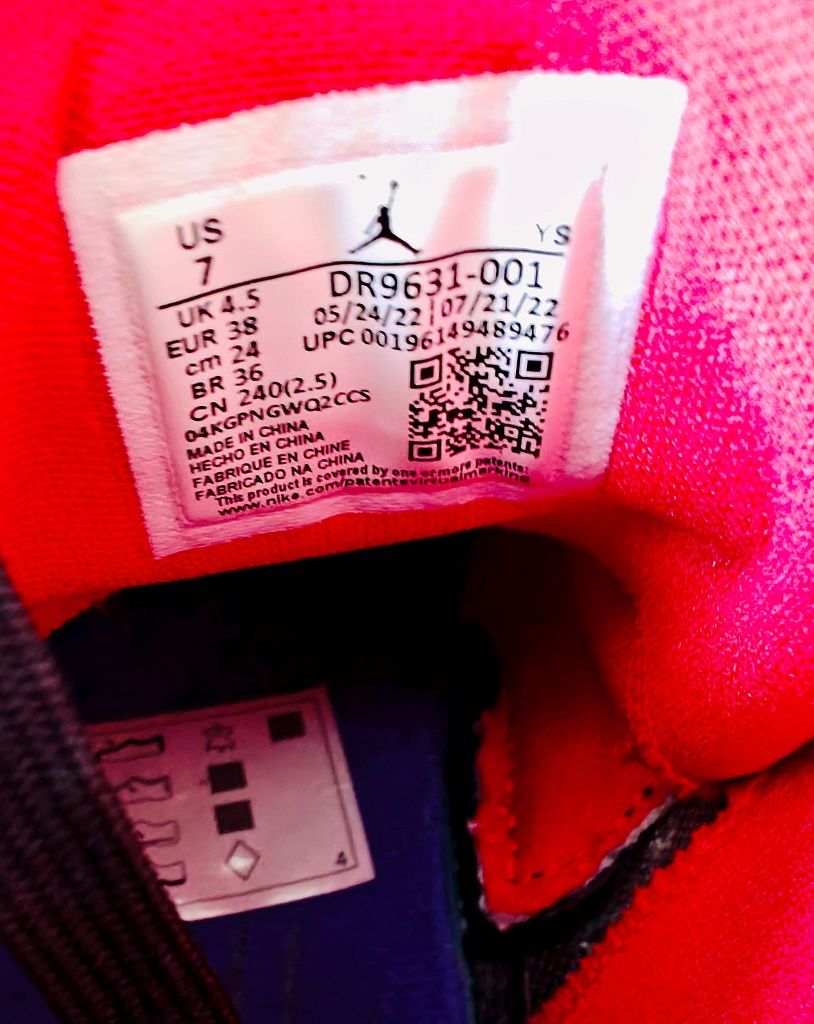 US YS
7 DR9631-001
UK 4.5 05/24/22 07/21/22
EUR 38 UPC 00196149489476
cm 24
BR 36
CN 240(2.5)
04KGPNGWQ2CCS
MADE IN CHINA
HECHO EN CHINA
FABRIQUE EN CHINE
FABRICADO NA CHINA
This product is covered by one or more patents:
www.nike.com/patentsvirtualmarking
4